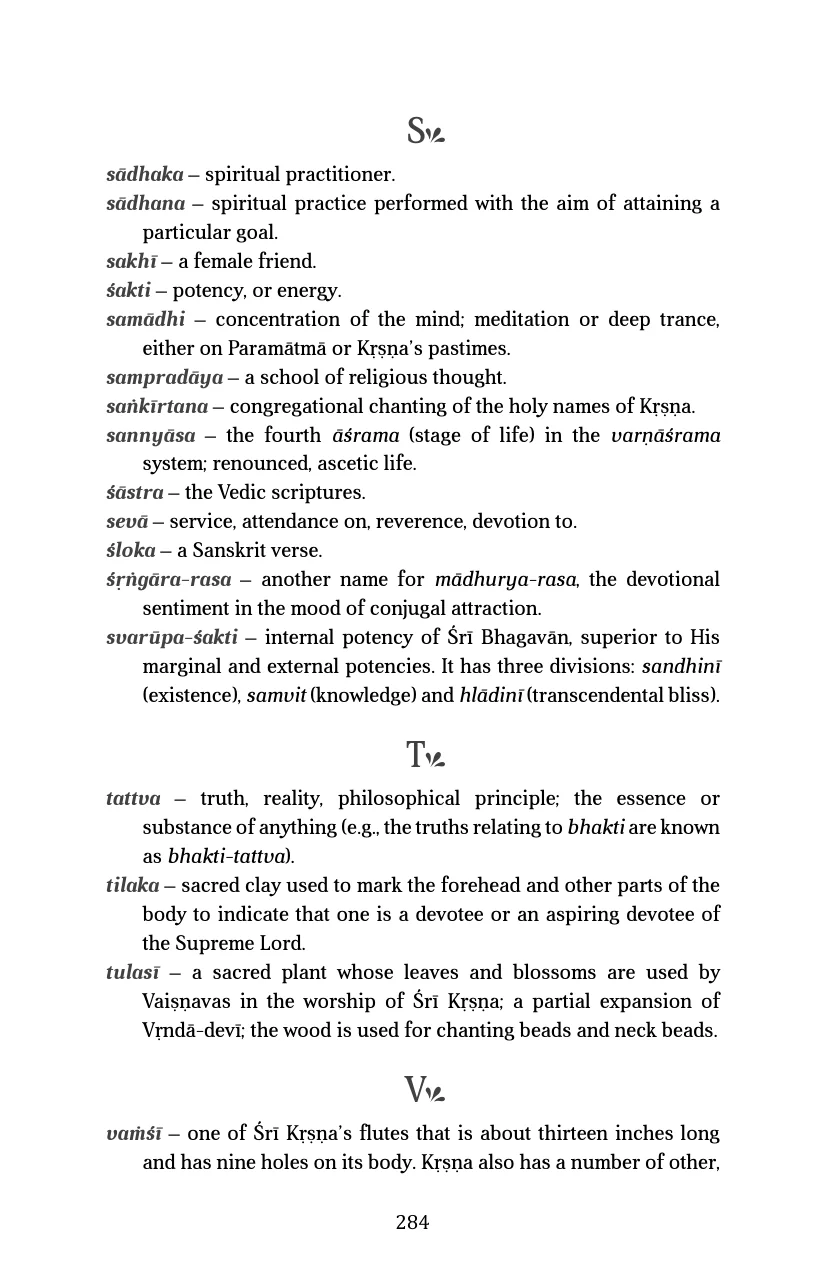 S
sādhaka – spiritual practitioner.
sādhana – spiritual practice performed with the aim of attaining a
particular goal.
sakhī – a female friend.
śakti – potency, or energy.
samādhi – concentration of the mind; meditation or deep trance,
either on Paramātmā or Kṛṣṇa’s pastimes.
sampradāya – a school of religious thought.
saṅkīrtana – congregational chanting of the holy names of Kṛṣṇa.
sannyāsa – the fourth āśrama (stage of life) in the varṇāśrama
system; renounced, ascetic life.
śāstra – the Vedic scriptures.
sevā – service, attendance on, reverence, devotion to.
śloka – a Sanskrit verse.
śṛṅgāra-rasa – another name for mādhurya-rasa, the devotional
sentiment in the mood of conjugal attraction.
svarūpa-śakti – internal potency of Śrī Bhagavān, superior to His
marginal and external potencies. It has three divisions: sandhinī
(existence), samvit (knowledge) and hlādinī (transcendental bliss).
T
tattva – truth, reality, philosophical principle; the essence or
substance of anything (e.g., the truths relating to bhakti are known
as bhakti-tattva).
tilaka – sacred clay used to mark the forehead and other parts of the
body to indicate that one is a devotee or an aspiring devotee of
the Supreme Lord.
tulasī – a sacred plant whose leaves and blossoms are used by
Vaiṣṇavas in the worship of Śrī Kṛṣṇa; a partial expansion of
Vṛndā-devī; the wood is used for chanting beads and neck beads.
V
vaṁśī – one of Śrī Kṛṣṇa’s flutes that is about thirteen inches long
and has nine holes on its body. Kṛṣṇa also has a number of other,
284